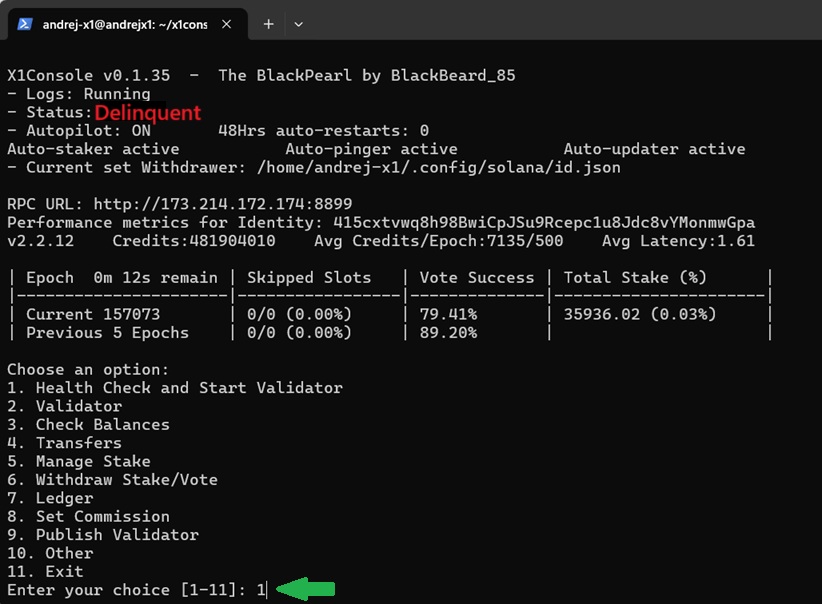 andrej-x1@andrejx1: ~/x1cons
X1Console v0.1.35 - The BlackPearl by BlackBeard_85
- Logs: Running
- Status: Delinquent
- Autopilot: ON 48Hrs auto-restarts: 0
Auto-staker active Auto-pinger active Auto-updater active
- Current set Withdrawer: /home/andrej-x1/.config/solana/id.json
RPC URL: http://173.214.172.174:8899
Performance metrics for Identity: 415cxtvwq8h98BwiCpJSu9Rcepc1u8Jdc8vYMonmwGpa
v2.2.12 Credits:481904010 Avg Credits/Epoch:7135/500 Avg Latency:1.61
| Epoch 0m 12s remain | Skipped Slots | Vote Success | Total Stake (%) |
|----------------------|-----------------|--------------|----------------------|
| Current 157073 | 0/0 (0.00%) | 79.41% | 35936.02 (0.03%) |
| Previous 5 Epochs | 0/0 (0.00%) | 89.20% | |
Choose an option:
1. Health Check and Start Validator
2. Validator
3. Check Balances
4. Transfers
5. Manage Stake
6. Withdraw Stake/Vote
7. Ledger
8. Set Commission
9. Publish Validator
10. Other
11. Exit
Enter your choice [1-11]: 1